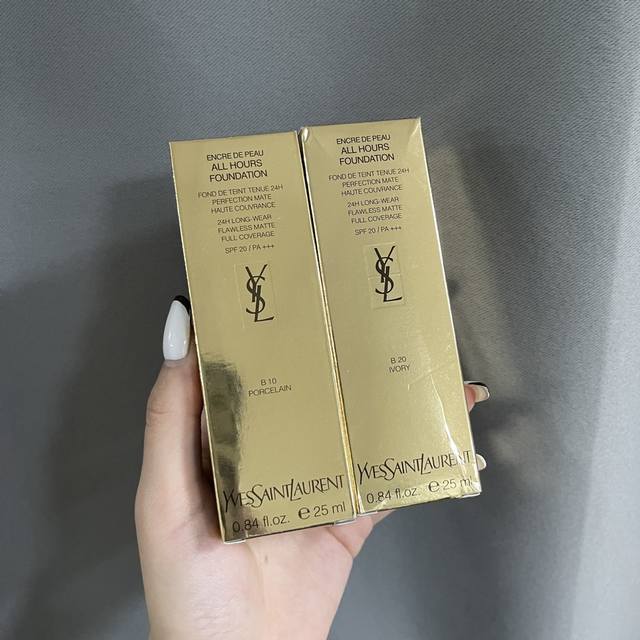 ENCRE DE PEAU
ALL HOURS
FOUNDATION
FOND DE TEINT TENUE 24H
PERFECTION MATE
HAUTE COUVRANCE
24H LONG-WEAR
FLAWLESS MATTE
FULL COVERAGE
SPF 20 / PA +++
YSL
B 10
PORCELAIN
YVESSAINTLAURENT
0.84 fl.oz. e 25 ml
ENCRE DE PEAU
ALL HOURS
FOUNDATION
FOND DE TEINT TENUE 24H
PERFECTION MATE
HAUTE COUVRANCE
24H LONG-WEAR
FLAWLESS MATTE
FULL COVERAGE
SPF 20 / PA +++
YSL
B 20
IVORY
YVESSAINTLAURENT
0.84 fl.oz. e 25 ml